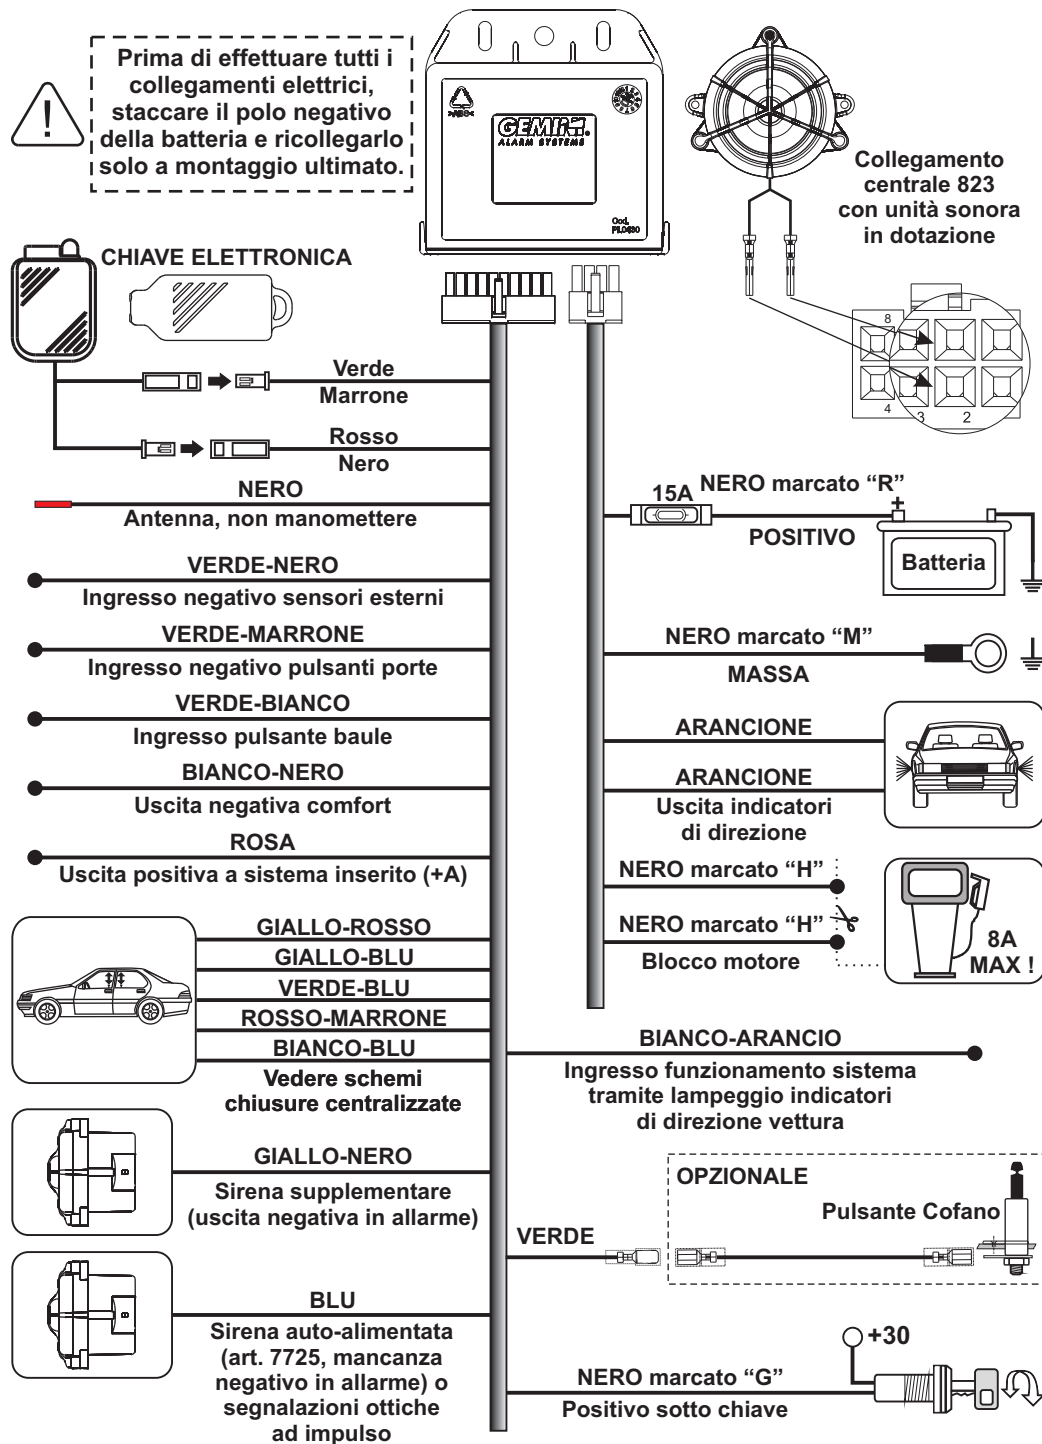 Prima di effettuare tutti i
collegamenti elettrici,
staccare il polo negativo
della batteria e ricollegarlo
solo a montaggio ultimato.
!
>ABS<
GEMINI.
ALARM SYSTEMS
Cod.
Collegamento
centrale 823
con unità sonora
in dotazione
8
4
3
2
CHIAVE ELETTRONICA
Verde
Marrone
Rosso
Nero
NERO
Antenna, non manomettere
VERDE-NERO
Ingresso negativo sensori esterni
VERDE-MARRONE
Ingresso negativo pulsanti porte
VERDE-BIANCO
Ingresso pulsante baule
BIANCO-NERO
Uscita negativa comfort
ROSA
Uscita positiva a sistema inserito (+A)
GIALLO-ROSSO
GIALLO-BLU
VERDE-BLU
ROSSO-MARRONE
BIANCO-BLU
Vedere schemi
chiusure centralizzate
GIALLO-NERO
Sirena supplementare
(uscita negativa in allarme)
BLU
Sirena auto-alimentata
(art. 7725, mancanza
negativo in allarme) o
segnalazioni ottiche
ad impulso
15A
NERO marcato “R”
+
POSITIVO
Batteria
NERO marcato “M”
MASSA
ARANCIONE
ARANCIONE
Uscita indicatori
di direzione
NERO marcato “H”
NERO marcato “H”
Blocco motore
8A
MAX !
BIANCO-ARANCIO
Ingresso funzionamento sistema
tramite lampeggio indicatori
di direzione vettura
OPZIONALE
Pulsante Cofano
VERDE
+30
NERO marcato “G”
Positivo sotto chiave